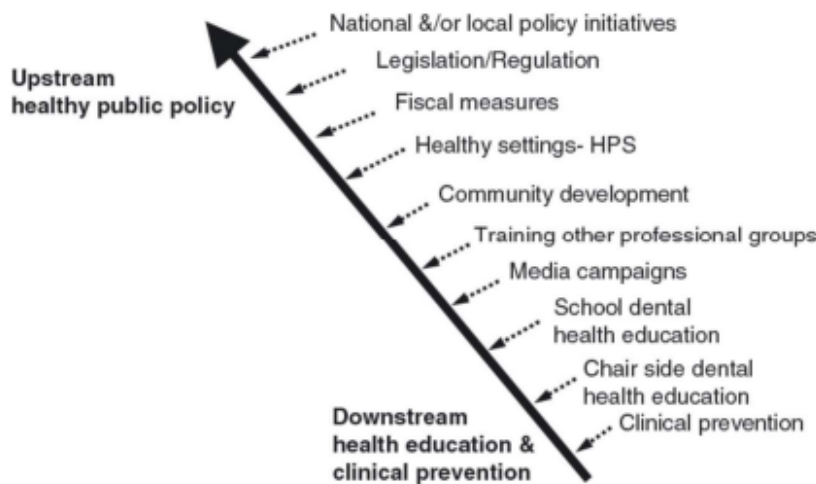 National &/or local policy initiatives
Legislation/Regulation
Upstream
healthy public policy
Fiscal measures
Healthy settings- HPS
Community development
Training other professional groups
Media campaigns
School dental
health education
Chair side dental
health education
Downstream
health education &
clinical prevention
Clinical prevention